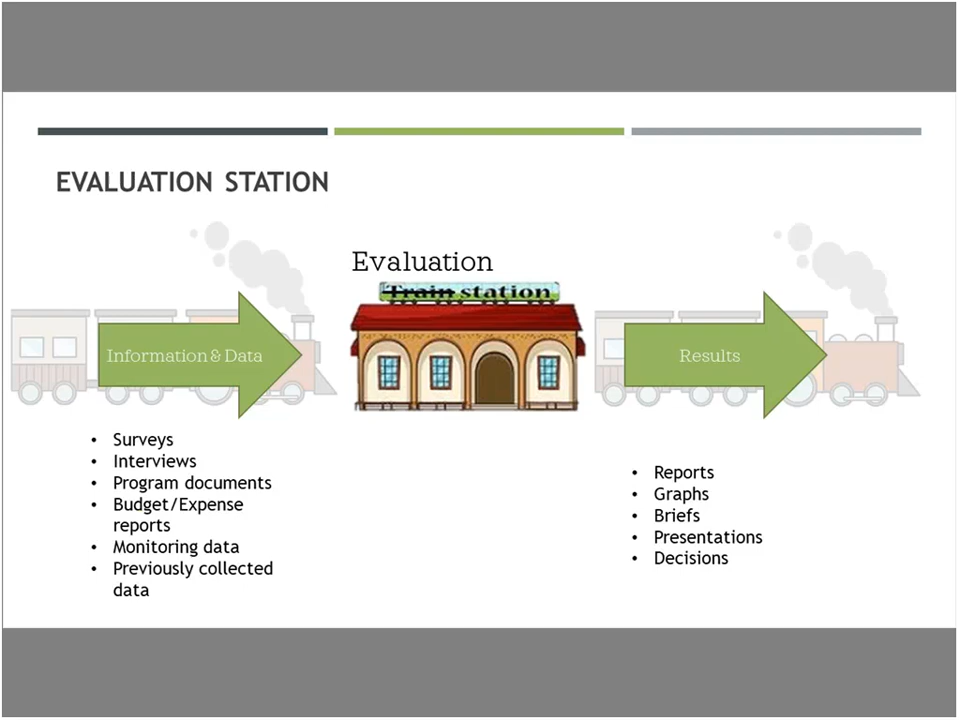 EVALUATION STATION
Evaluation
Train station
Information & Data
Results
• Surveys
• Interviews
• Program documents
• Budget/Expense
reports
• Monitoring data
• Previously collected
data
• Reports
• Graphs
• Briefs
• Presentations
• Decisions